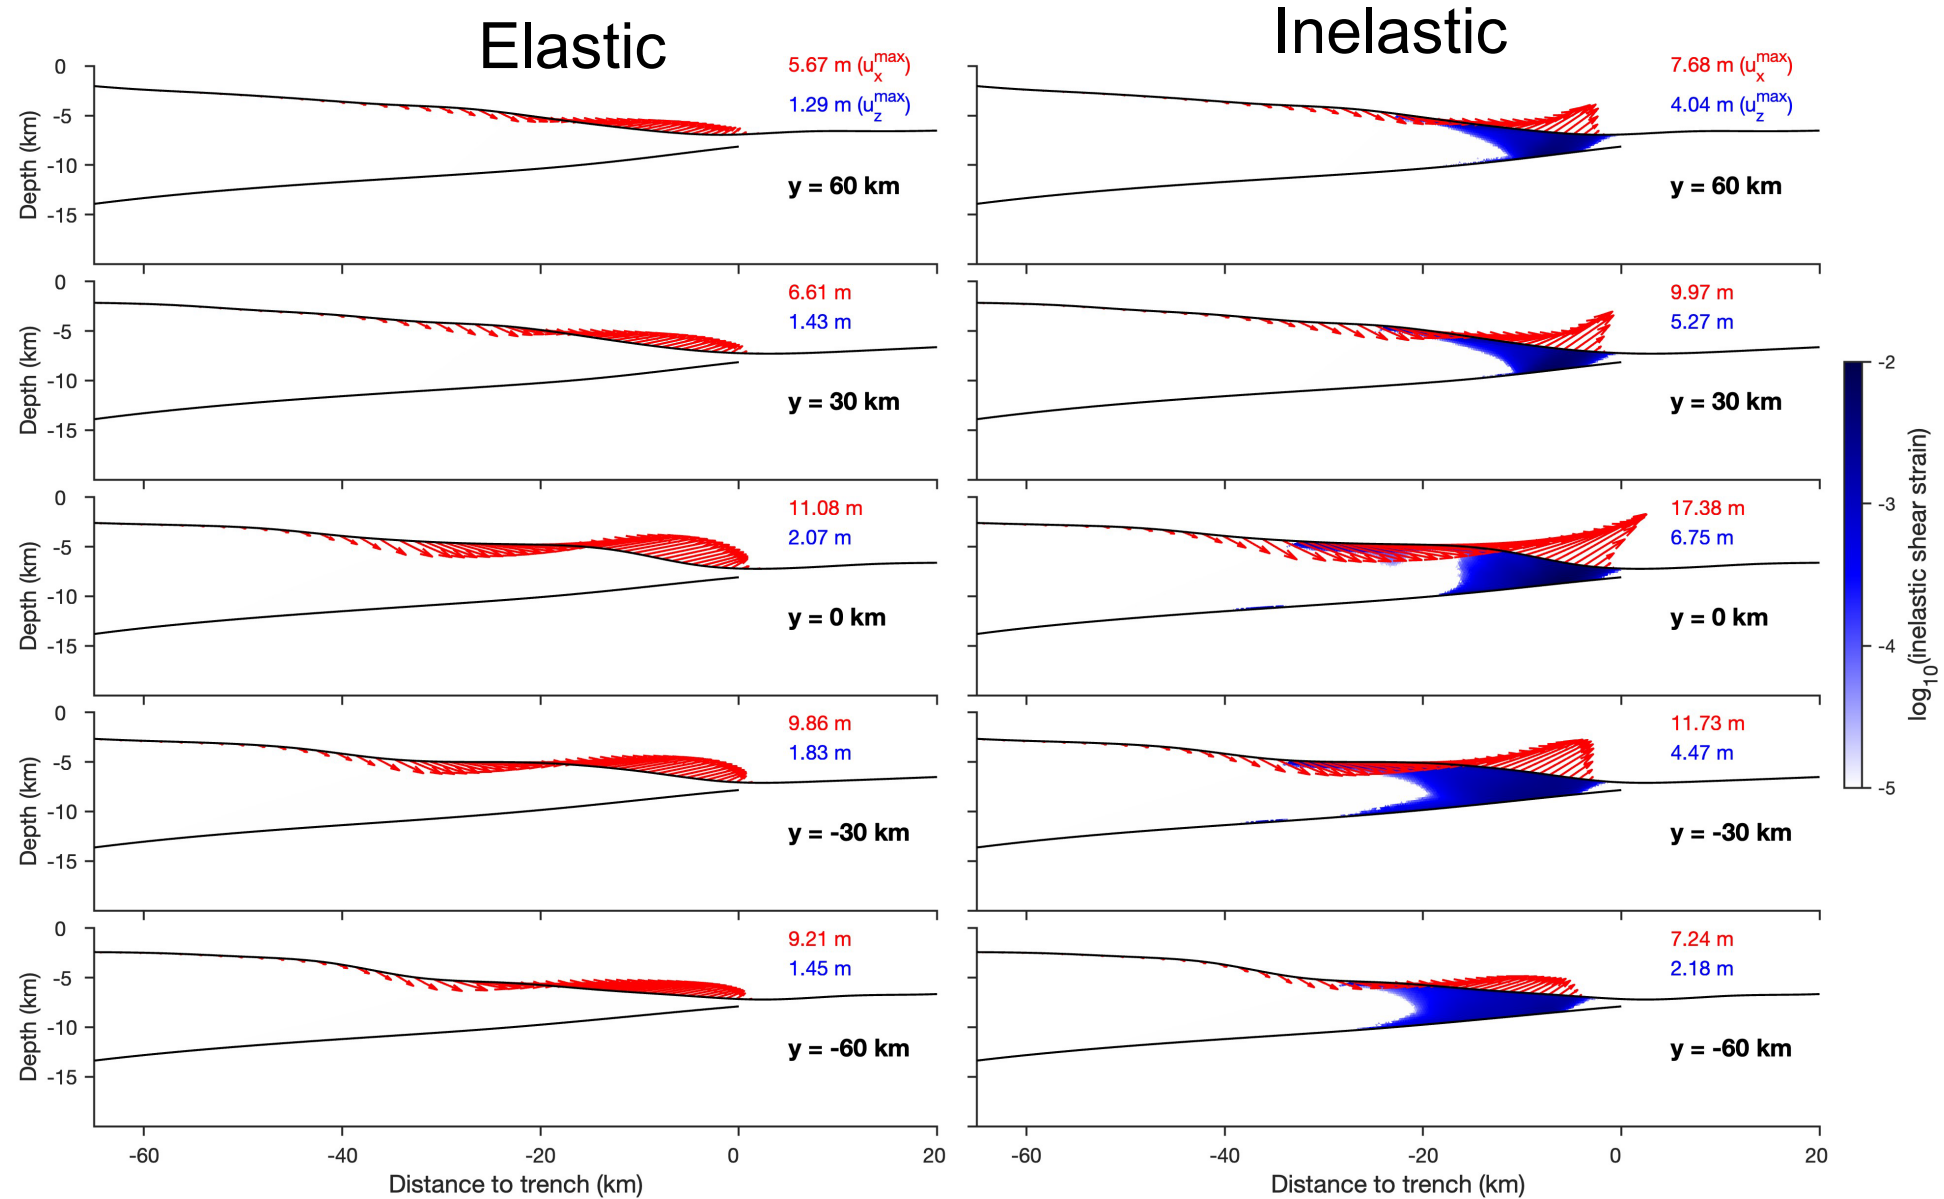 Elastic
Inelastic
0
-5
-10
-15
Depth (km)
5.67 m (u_x^max)
1.29 m (u_z^max)
y = 60 km
7.68 m (u_x^max)
4.04 m (u_z^max)
y = 60 km
0
-5
-10
-15
Depth (km)
6.61 m
1.43 m
y = 30 km
9.97 m
5.27 m
y = 30 km
0
-5
-10
-15
Depth (km)
11.08 m
2.07 m
y = 0 km
17.38 m
6.75 m
y = 0 km
0
-5
-10
-15
Depth (km)
9.86 m
1.83 m
y = -30 km
11.73 m
4.47 m
y = -30 km
0
-5
-10
-15
Depth (km)
9.21 m
1.45 m
y = -60 km
7.24 m
2.18 m
y = -60 km
-60 -40 -20 0 20
Distance to trench (km)
-60 -40 -20 0 20
Distance to trench (km)
-2
-3
-4
-5
log10(inelastic shear strain)